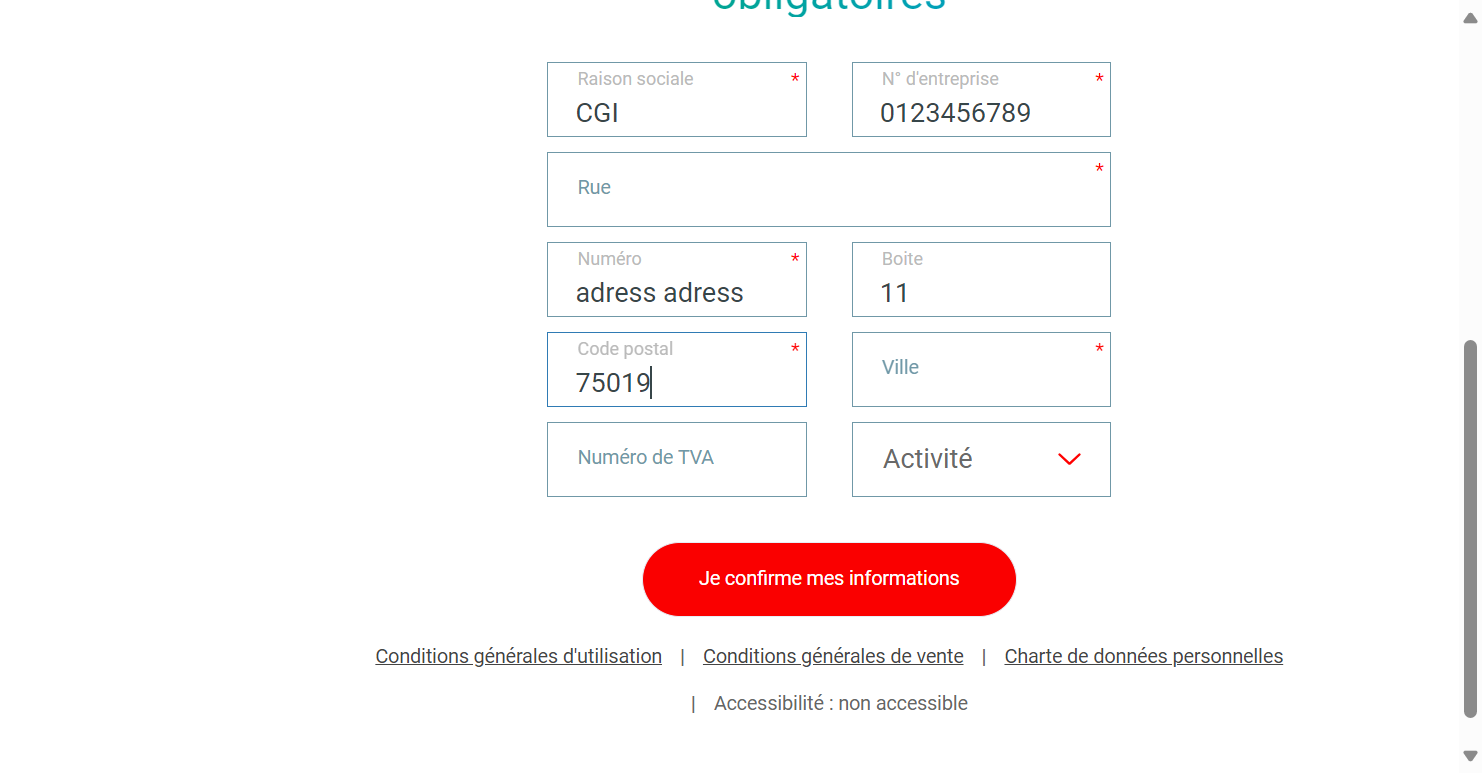 obligatoires
Raison sociale *
CGI
N° d'entreprise *
0123456789
Rue *
Numéro *
adress adress
Boite
11
Code postal *
75019
Ville *
Numéro de TVA
Activité
Je confirme mes informations
Conditions générales d'utilisation | Conditions générales de vente | Charte de données personnelles
| Accessibilité : non accessible